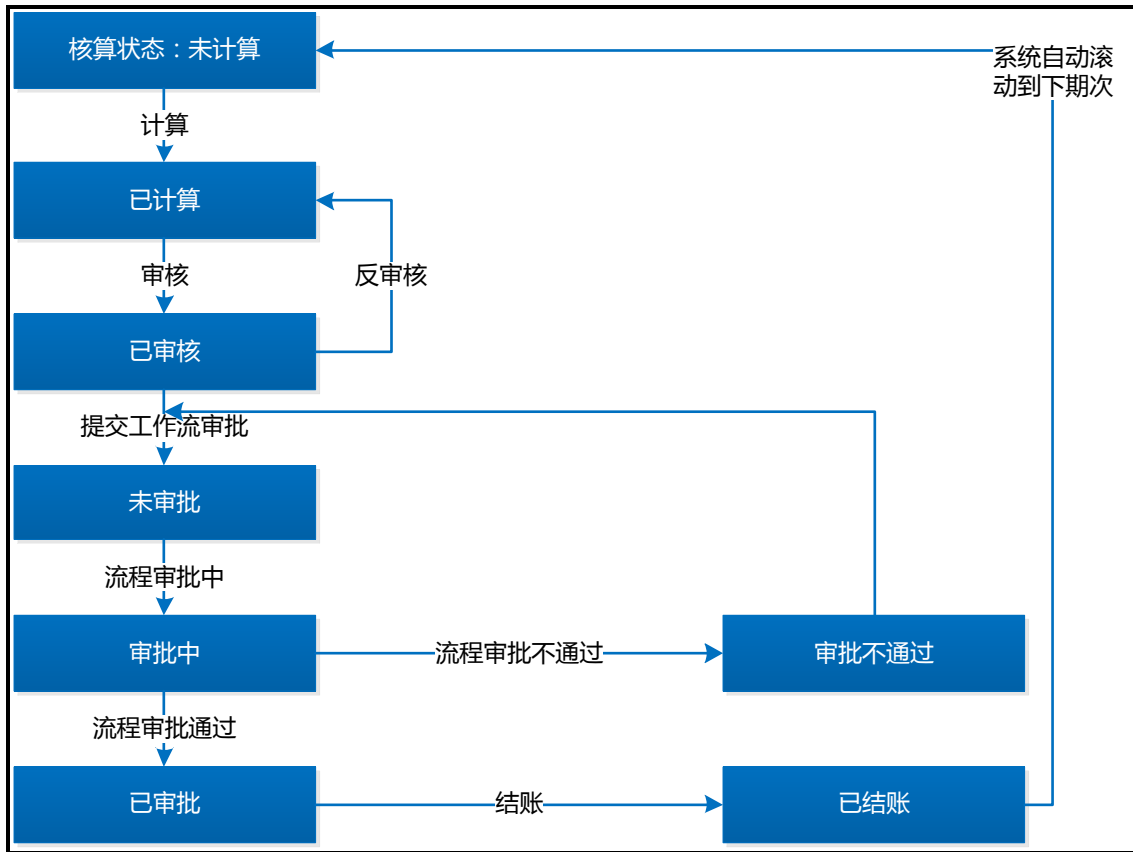 核算状态：未计算
系统自动滚
动到下期次
计算
已计算
审核
反审核
已审核
提交工作流审批
未审批
流程审批中
审批中
流程审批不通过
审批不通过
流程审批通过
已审批
结账
已结账